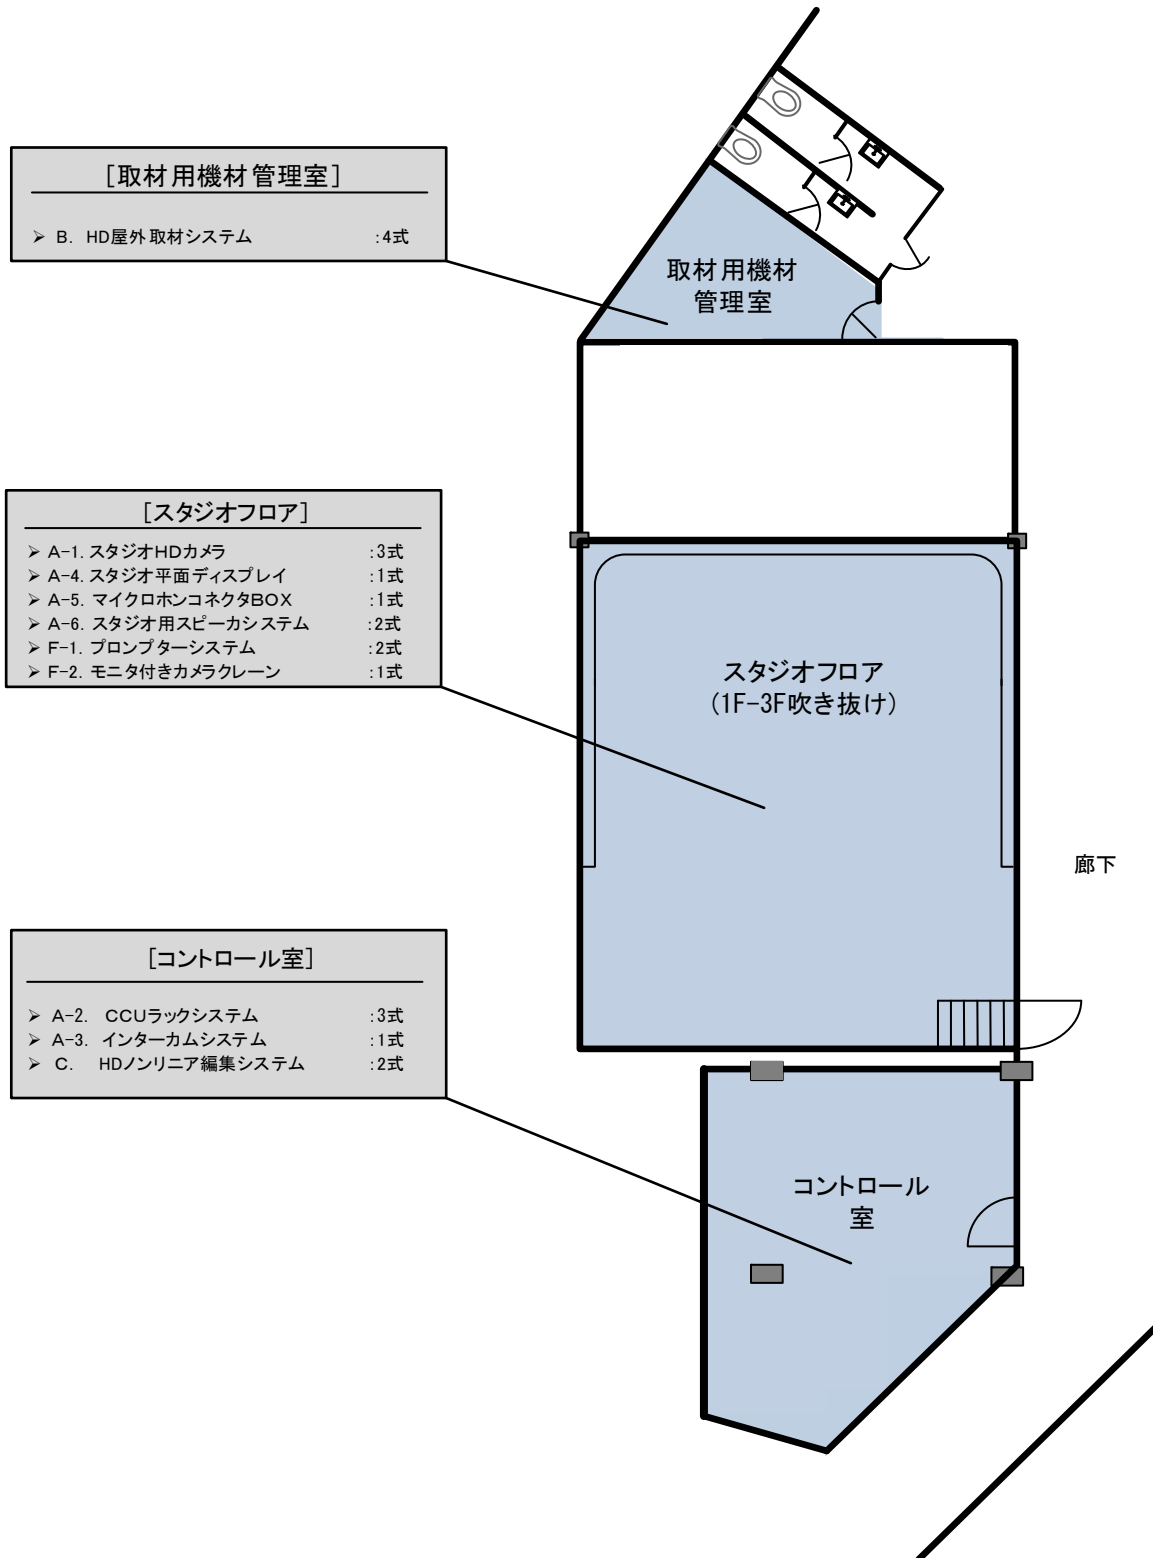 [取材用機材管理室]
➢ B. HD屋外取材システム :4式
取材用機材
管理室
[スタジオフロア]
➢ A-1. スタジオHDカメラ :3式
➢ A-4. スタジオ平面ディスプレイ :1式
➢ A-5. マイクロホンコネクタBOX :1式
➢ A-6. スタジオ用スピーカシステム :2式
➢ F-1. プロンプターシステム :2式
➢ F-2. モニタ付きカメラクレーン :1式
スタジオフロア
(1F-3F吹き抜け)
廊下
[コントロール室]
➢ A-2. CCUラックシステム :3式
➢ A-3. インターカムシステム :1式
➢ C. HDノンリニア編集システム :2式
コントロール
室